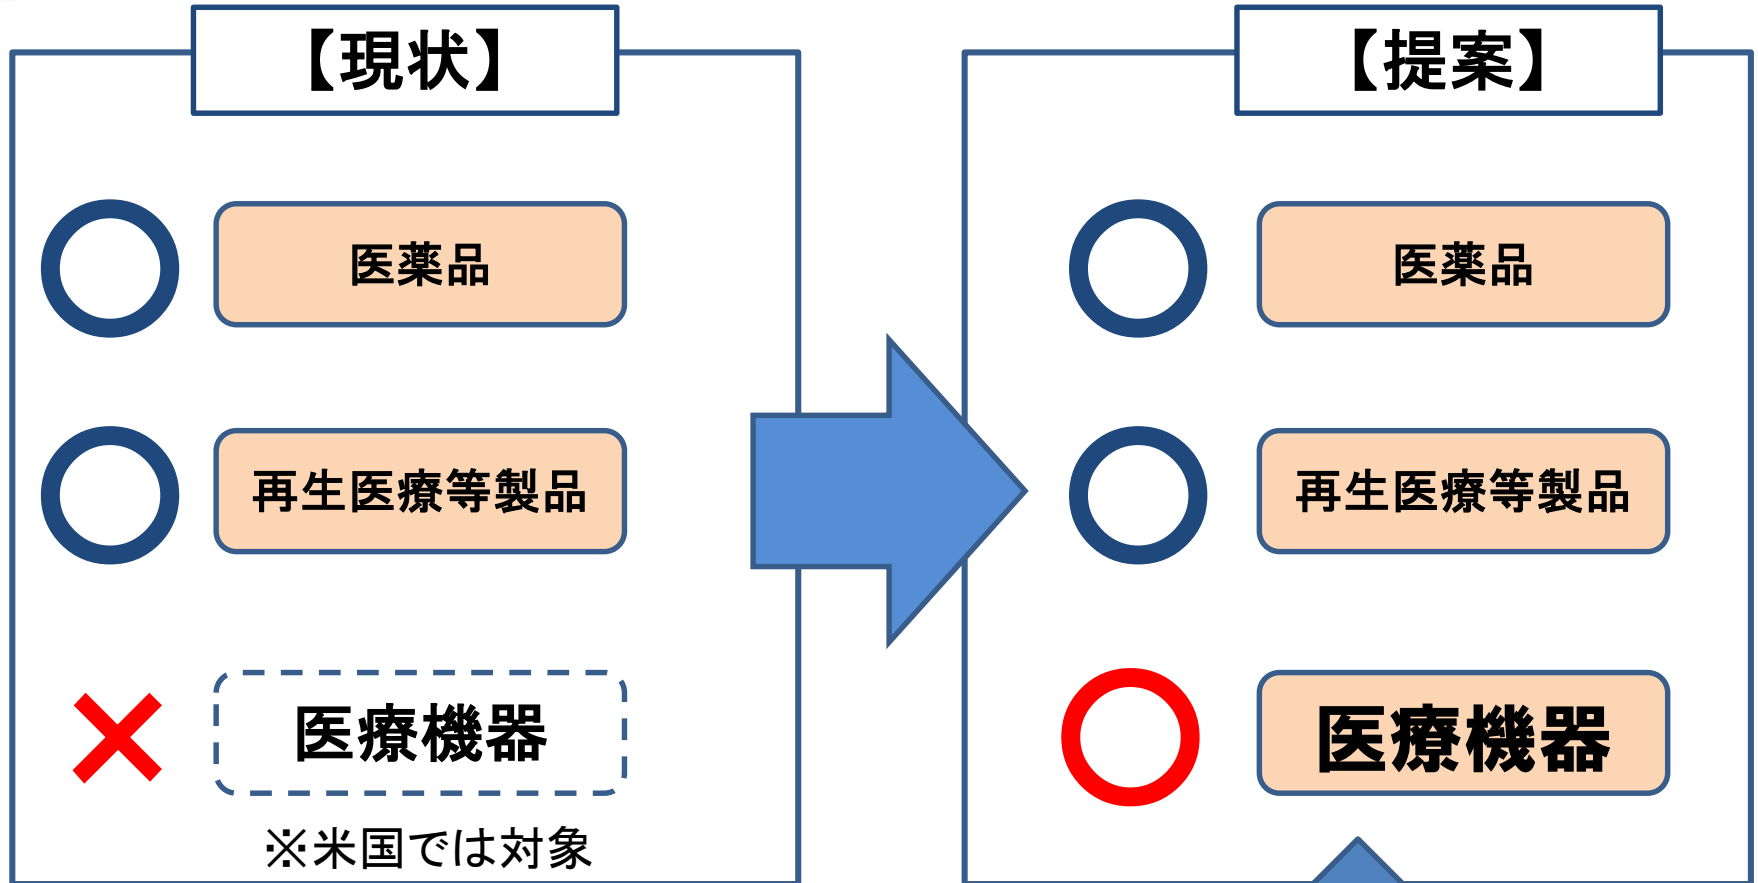 【現状】
医薬品
再生医療等製品
医療機器
※米国では対象
【提案】
医薬品
再生医療等製品
医療機器